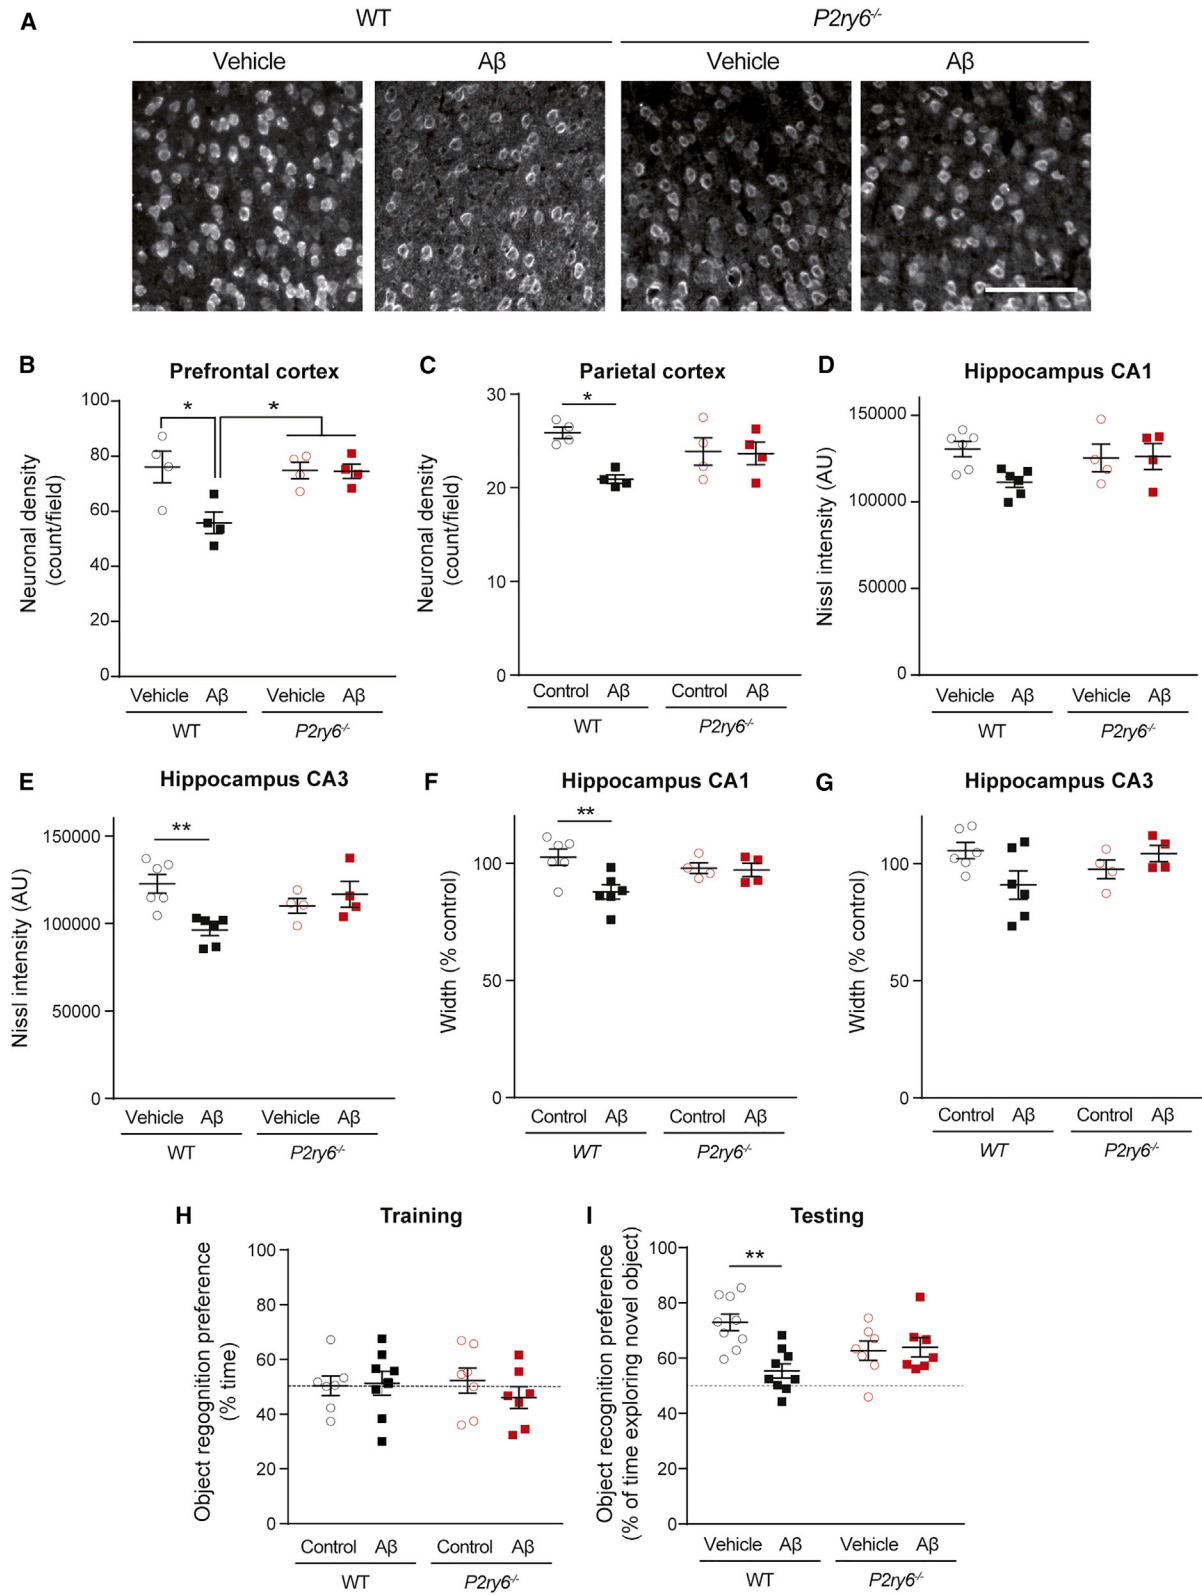 A
WT
P2ry6-/-
Vehicle
Aβ
Vehicle
Aβ
B
Prefrontal cortex
Neuronal density
(count/field)
100
80
60
40
20
0
*
*
Vehicle Aβ Vehicle Aβ
WT P2ry6-/-
C
Parietal cortex
Neuronal density
(count/field)
30
20
10
0
*
Control Aβ Control Aβ
WT P2ry6-/-
D
Hippocampus CA1
Nissl intensity (AU)
150000
100000
50000
0
Vehicle Aβ Vehicle Aβ
WT P2ry6-/-
E
Hippocampus CA3
Nissl intensity (AU)
150000
100000
50000
0
**
Vehicle Aβ Vehicle Aβ
WT P2ry6-/-
F
Hippocampus CA1
Width (% control)
100
50
0
**
Control Aβ Control Aβ
WT P2ry6-/-
G
Hippocampus CA3
Width (% control)
100
50
0
Control Aβ Control Aβ
WT P2ry6-/-
H
Training
Object regognition preference
(% time)
100
80
60
40
20
0
Control Aβ Control Aβ
WT P2ry6-/-
I
Testing
Object recognition preference
(% of time exploring novel object)
100
80
60
40
20
0
**
Vehicle Aβ Vehicle Aβ
WT P2ry6-/-